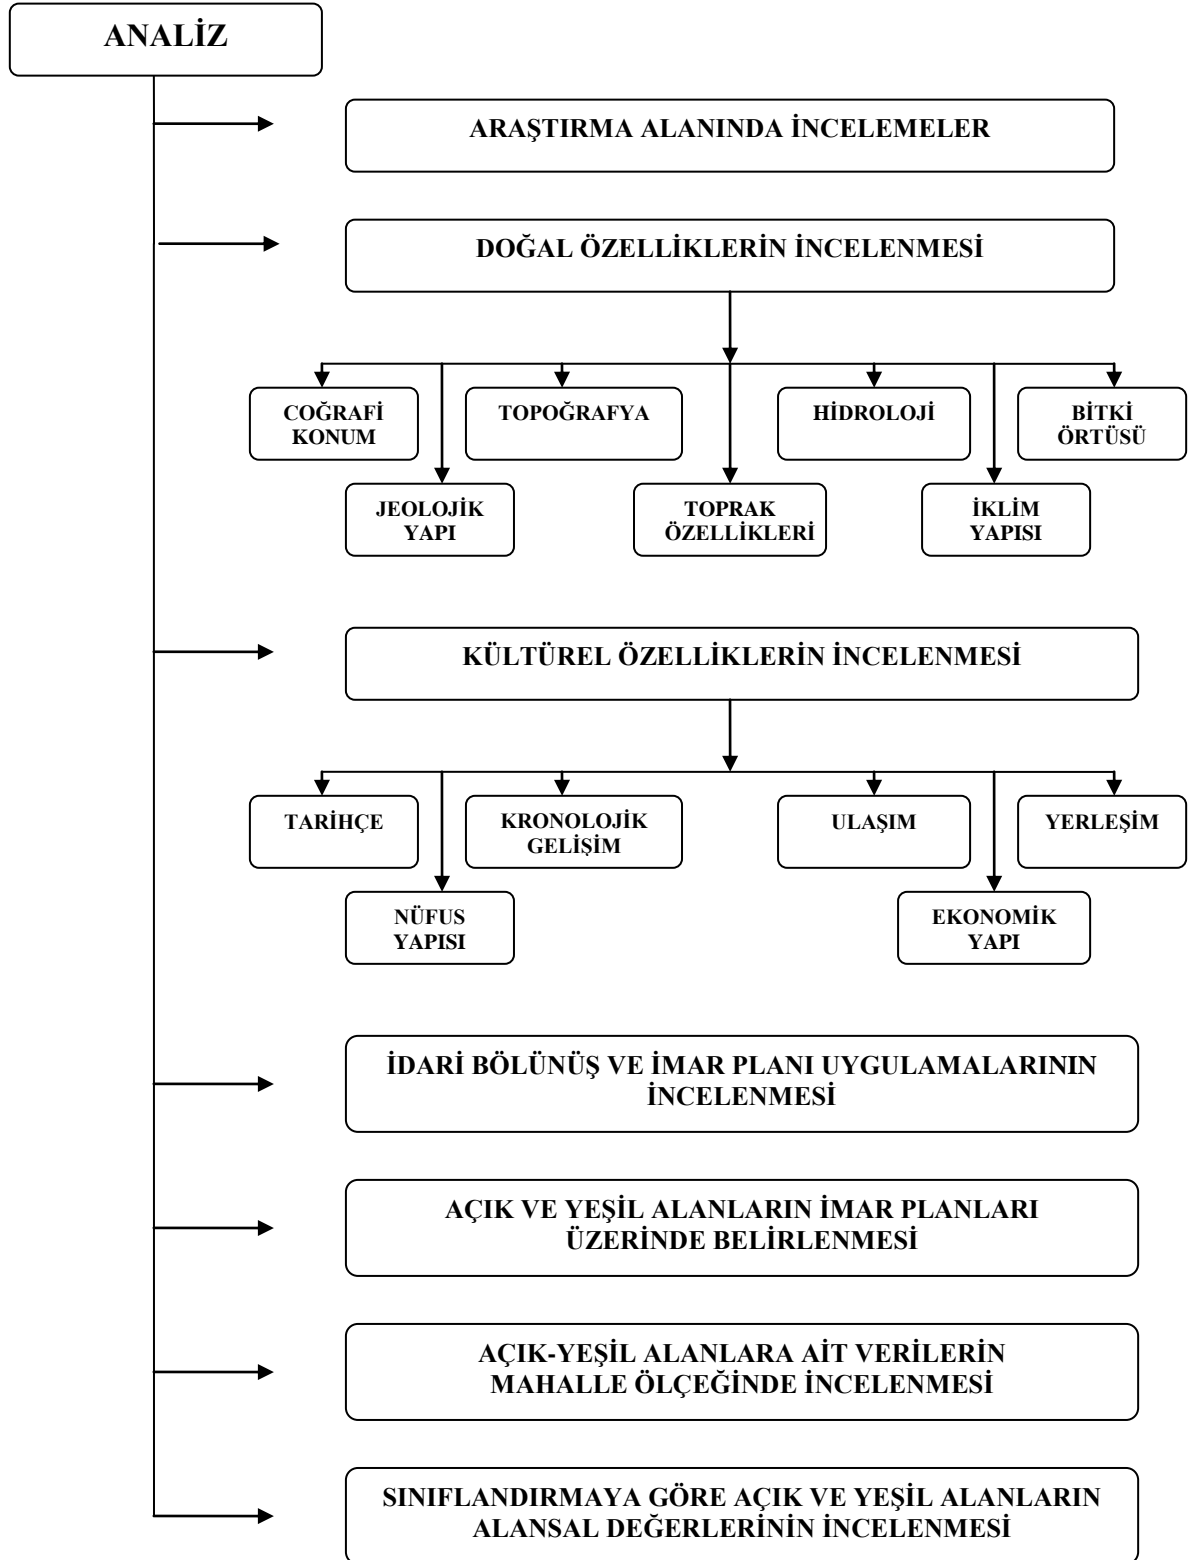 ANALİZ
ARAŞTIRMA ALANINDA İNCELEMELER
DOĞAL ÖZELLİKLERİN İNCELENMESİ
COĞRAFİ
KONUM
TOPOĞRAFYA
HİDROLOJİ
BİTKİ
ÖRTÜSÜ
JEOLOJİK
YAPI
TOPRAK
ÖZELLİKLERİ
İKLİM
YAPISI
KÜLTÜREL ÖZELLİKLERİN İNCELENMESİ
TARİHÇE
KRONOLOJİK
GELİŞİM
ULAŞIM
YERLEŞİM
NÜFUS
YAPISI
EKONOMİK
YAPI
İDARİ BÖLÜNÜŞ VE İMAR PLANI UYGULAMALARININ
İNCELENMESİ
AÇIK VE YEŞİL ALANLARIN İMAR PLANLARI
ÜZERİNDE BELİRLENMESİ
AÇIK-YEŞİL ALANLARA AİT VERİLERİN
MAHALLE ÖLÇEĞİNDE İNCELENMESİ
SINIFLANDIRMAYA GÖRE AÇIK VE YEŞİL ALANLARIN
ALANSAL DEĞERLERİNİN İNCELENMESİ